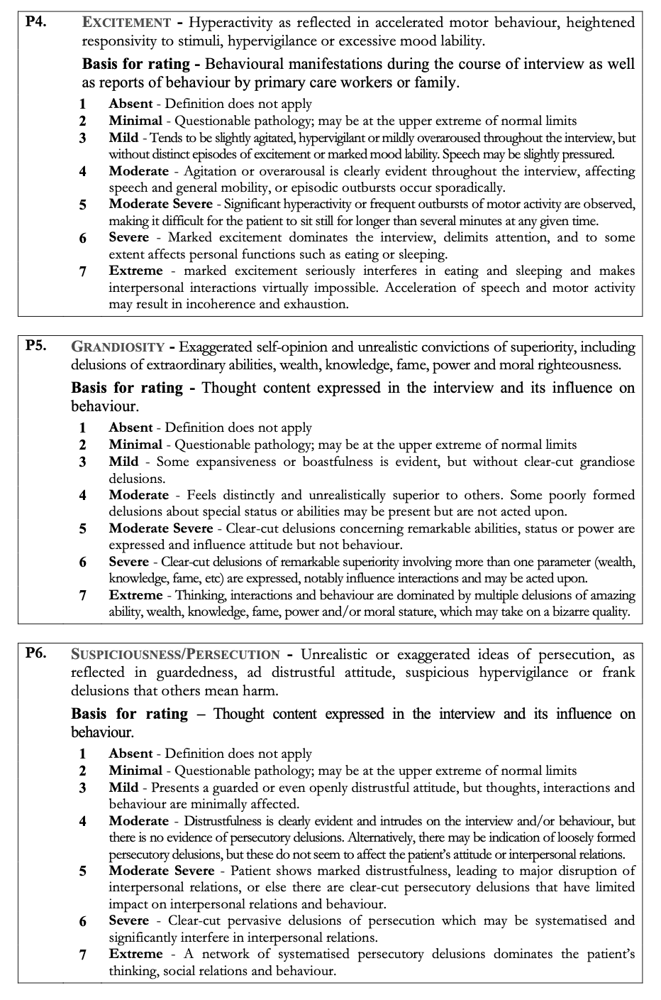 P4. EXCITEMENT - Hyperactivity as reflected in accelerated motor behaviour, heightened
responsivity to stimuli, hypervigilance or excessive mood lability.
Basis for rating - Behavioural manifestations during the course of interview as well
as reports of behaviour by primary care workers or family.
1 Absent - Definition does not apply
2 Minimal - Questionable pathology; may be at the upper extreme of normal limits
3 Mild - Tends to be slightly agitated, hypervigilant or mildly overaroused throughout the interview, but
without distinct episodes of excitement or marked mood lability. Speech may be slightly pressured.
4 Moderate - Agitation or overarousal is clearly evident throughout the interview, affecting
speech and general mobility, or episodic outbursts occur sporadically.
5 Moderate Severe - Significant hyperactivity or frequent outbursts of motor activity are observed,
making it difficult for the patient to sit still for longer than several minutes at any given time.
6 Severe - Marked excitement dominates the interview, delimits attention, and to some
extent affects personal functions such as eating or sleeping.
7 Extreme - marked excitement seriously interferes in eating and sleeping and makes
interpersonal interactions virtually impossible. Acceleration of speech and motor activity
may result in incoherence and exhaustion.
P5. GRANDIOSITY - Exaggerated self-opinion and unrealistic convictions of superiority, including
delusions of extraordinary abilities, wealth, knowledge, fame, power and moral righteousness.
Basis for rating - Thought content expressed in the interview and its influence on
behaviour.
1 Absent - Definition does not apply
2 Minimal - Questionable pathology; may be at the upper extreme of normal limits
3 Mild - Some expansiveness or boastfulness is evident, but without clear-cut grandiose
delusions.
4 Moderate - Feels distinctly and unrealistically superior to others. Some poorly formed
delusions about special status or abilities may be present but are not acted upon.
5 Moderate Severe - Clear-cut delusions concerning remarkable abilities, status or power are
expressed and influence attitude but not behaviour.
6 Severe - Clear-cut delusions of remarkable superiority involving more than one parameter (wealth,
knowledge, fame, etc) are expressed, notably influence interactions and may be acted upon.
7 Extreme - Thinking, interactions and behaviour are dominated by multiple delusions of amazing
ability, wealth, knowledge, fame, power and/or moral stature, which may take on a bizarre quality.
P6. SUSPICIOUSNESS/PERSECUTION - Unrealistic or exaggerated ideas of persecution, as
reflected in guardedness, ad distrustful attitude, suspicious hypervigilance or frank
delusions that others mean harm.
Basis for rating – Thought content expressed in the interview and its influence on
behaviour.
1 Absent - Definition does not apply
2 Minimal - Questionable pathology; may be at the upper extreme of normal limits
3 Mild - Presents a guarded or even openly distrustful attitude, but thoughts, interactions and
behaviour are minimally affected.
4 Moderate - Distrustfulness is clearly evident and intrudes on the interview and/or behaviour, but
there is no evidence of persecutory delusions. Alternatively, there may be indication of loosely formed
persecutory delusions, but these do not seem to affect the patient's attitude or interpersonal relations.
5 Moderate Severe - Patient shows marked distrustfulness, leading to major disruption of
interpersonal relations, or else there are clear-cut persecutory delusions that have limited
impact on interpersonal relations and behaviour.
6 Severe - Clear-cut pervasive delusions of persecution which may be systematised and
significantly interfere in interpersonal relations.
7 Extreme - A network of systematised persecutory delusions dominates the patient's
thinking, social relations and behaviour.